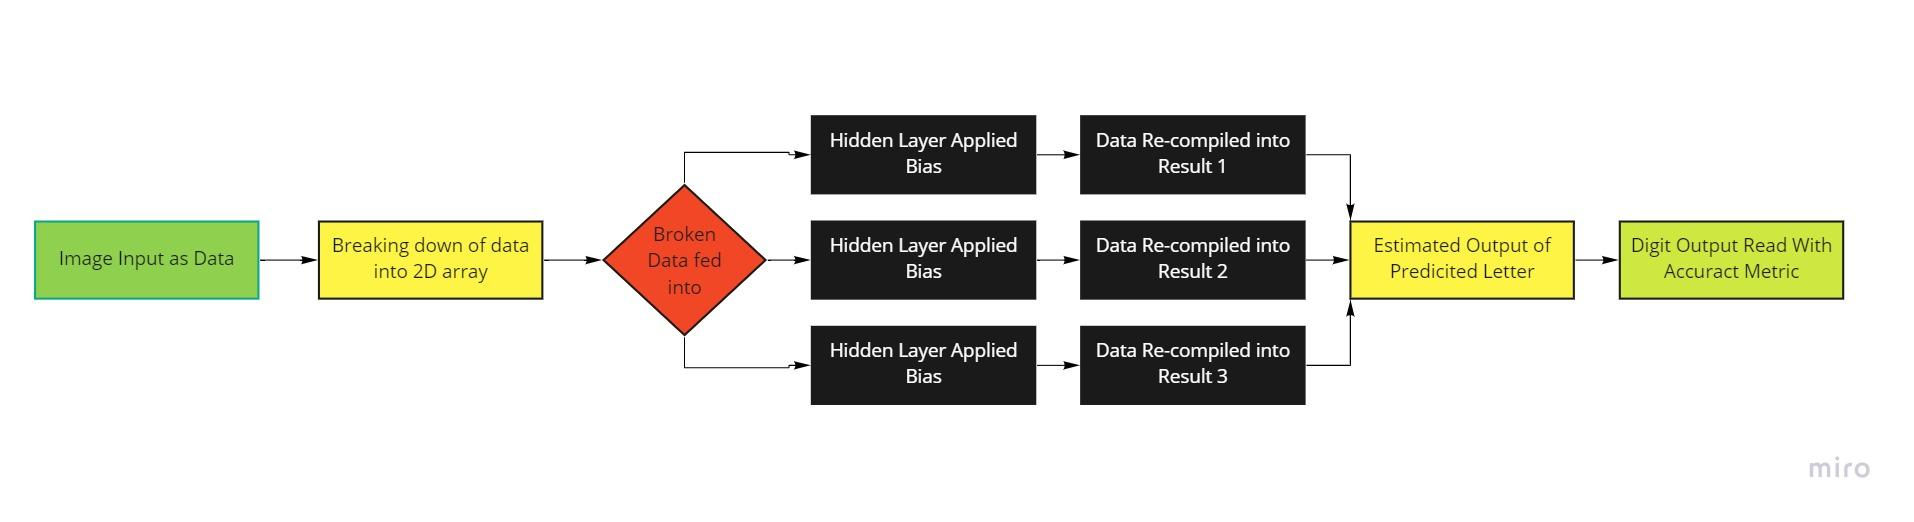 Image Input as Data
Breaking down of data
into 2D array
Broken
Data fed
into
Hidden Layer Applied
Bias
Data Re-compiled into
Result 1
Hidden Layer Applied
Bias
Data Re-compiled into
Result 2
Hidden Layer Applied
Bias
Data Re-compiled into
Result 3
Estimated Output of
Predicited Letter
Digit Output Read With
Accuract Metric
miro